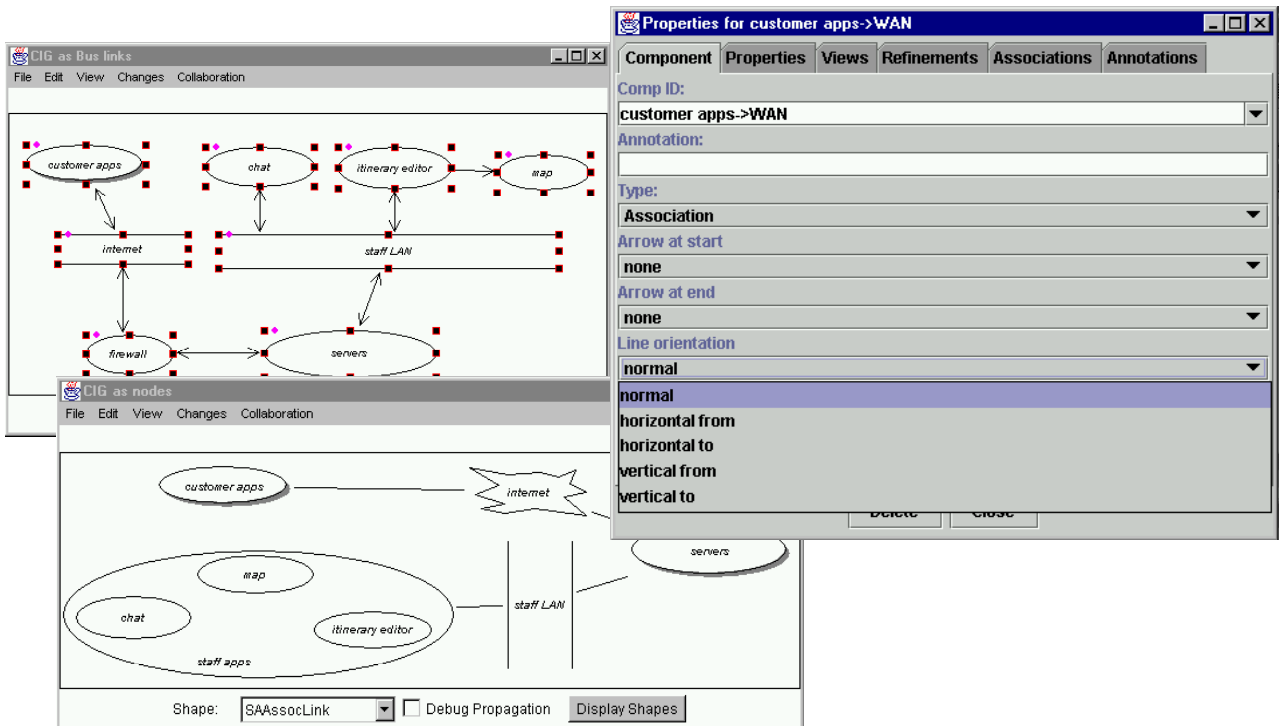 CIG as Bus links
File Edit View Changes Collaboration
customer apps
chat
itinerary editor
map
internet
staff LAN
firewall
servers
CIG as nodes
File Edit View Changes Collaboration
customer apps
internet
servers
map
chat
itinerary editor
staff apps
staff LAN
Shape: SAAssocLink Debug Propagation Display Shapes
Properties for customer apps->WAN
Component Properties Views Refinements Associations Annotations
Comp ID:
customer apps->WAN
Annotation:
Type:
Association
Arrow at start
none
Arrow at end
none
Line orientation
normal
normal
horizontal from
horizontal to
vertical from
vertical to
Delete Close